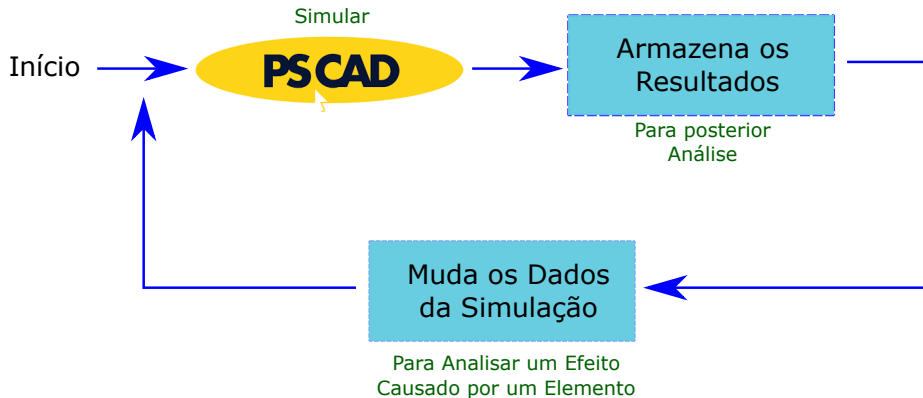 Simular
Início
PSCAD
Armazena os
Resultados
Para posterior
Análise
Muda os Dados
da Simulação
Para Analisar um Efeito
Causado por um Elemento